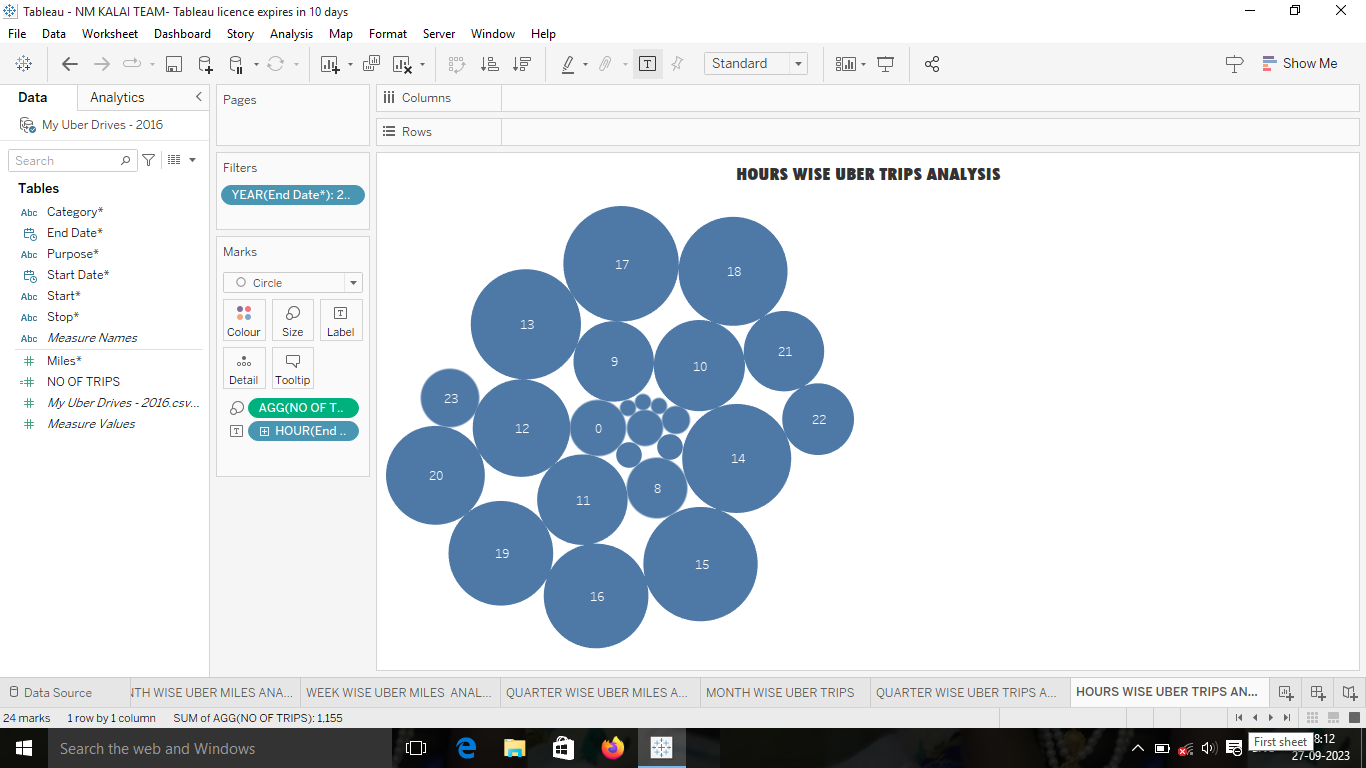 Tableau - NM KALAI TEAM- Tableau licence expires in 10 days
File Data Worksheet Dashboard Story Analysis Map Format Server Window Help
Standard
Show Me
Data Analytics
My Uber Drives - 2016
Search
Tables
Abc Category*
End Date*
Abc Purpose*
Start Date*
Abc Start*
Abc Stop*
Abc Measure Names
Miles*
NO OF TRIPS
My Uber Drives - 2016.csv...
Measure Values
Pages
Filters
YEAR(End Date*): 2..
Marks
Circle
Colour Size Label
Detail Tooltip
AGG(NO OF T..
HOUR(End ..
Columns
Rows
HOURS WISE UBER TRIPS ANALYSIS
17
18
13
21
9
10
23
22
12
0
14
20
8
11
19
15
16
Data Source
NTH WISE UBER MILES ANA...
WEEK WISE UBER MILES ANAL...
QUARTER WISE UBER MILES A...
MONTH WISE UBER TRIPS
QUARTER WISE UBER TRIPS A...
HOURS WISE UBER TRIPS AN...
24 marks 1 row by 1 column SUM of AGG(NO OF TRIPS): 1,155
Search the web and Windows
First sheet
8:12
27-09-2023